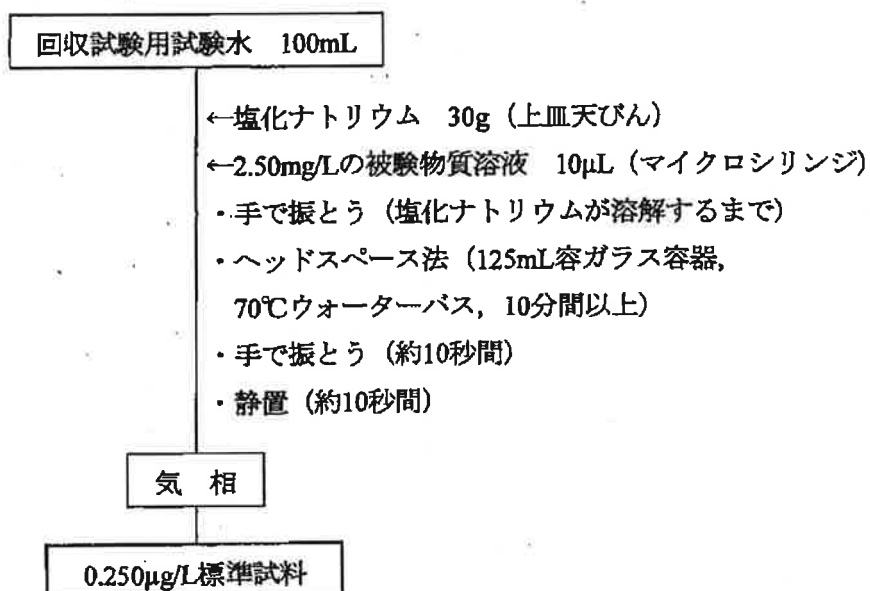 回収試験用試験水 100mL
←塩化ナトリウム 30g（上皿天びん）
←2.50mg/Lの被験物質溶液 10μL（マイクロシリンジ）
・手で振とう（塩化ナトリウムが溶解するまで）
・ヘッドスペース法（125mL容ガラス容器,
70℃ウォーターバス, 10分間以上）
・手で振とう（約10秒間）
・静置（約10秒間）
気 相
0.250μg/L標準試料